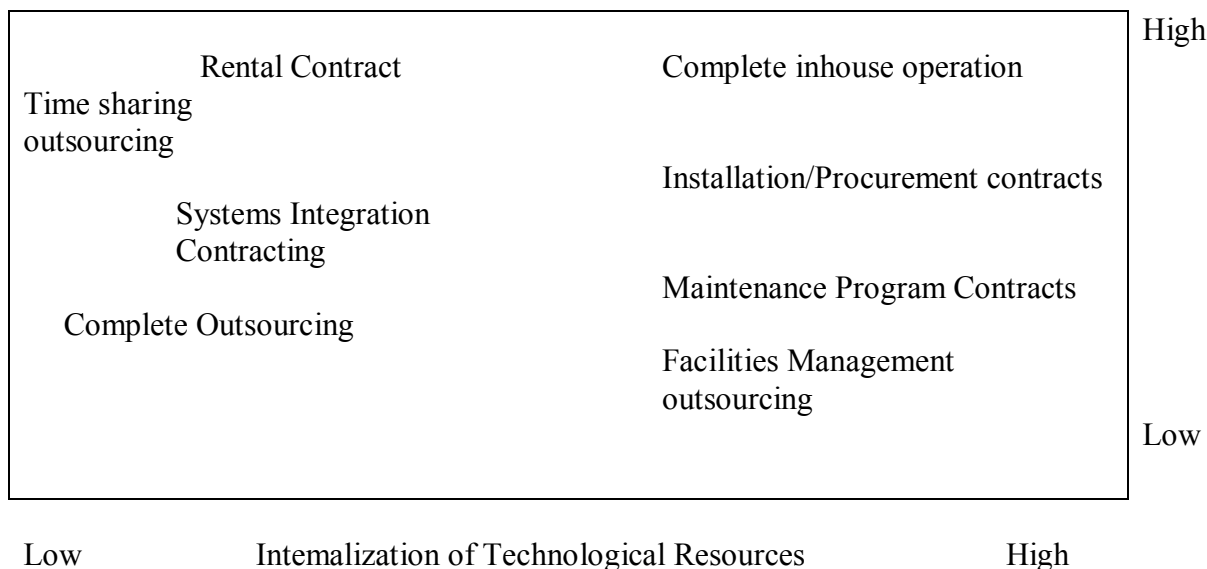 High
Rental Contract Complete inhouse operation
Time sharing
outsourcing
Installation/Procurement contracts
Systems Integration
Contracting
Maintenance Program Contracts
Complete Outsourcing
Facilities Management
outsourcing
Low
Low Intemalization of Technological Resources High